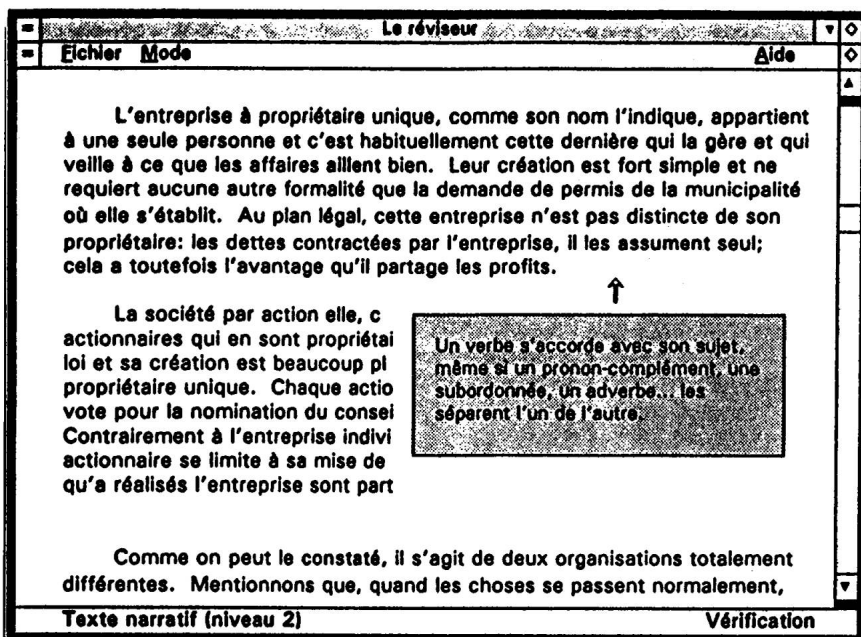 Le réviseur
Fichier Mode Aide
L'entreprise à propriétaire unique, comme son nom l'indique, appartient
à une seule personne et c'est habituellement cette dernière qui la gère et qui
veille à ce que les affaires aillent bien. Leur création est fort simple et ne
requiert aucune autre formalité que la demande de permis de la municipalité
où elle s'établit. Au plan légal, cette entreprise n'est pas distincte de son
propriétaire: les dettes contractées par l'entreprise, il les assument seul;
cela a toutefois l'avantage qu'il partage les profits.
La société par action elle, c
actionnaires qui en sont propriétai
loi et sa création est beaucoup pl
propriétaire unique. Chaque actio
vote pour la nomination du consei
Contrairement à l'entreprise indivi
actionnaire se limite à sa mise de
qu'a réalisés l'entreprise sont part
Un verbe s'accorde avec son sujet,
même si un pronon-complément, une
subordonnée, un adverbe... les
séparent l'un de l'autre.
Comme on peut le constaté, il s'agit de deux organisations totalement
différentes. Mentionnons que, quand les choses se passent normalement,
Texte narratif (niveau 2) Vérification